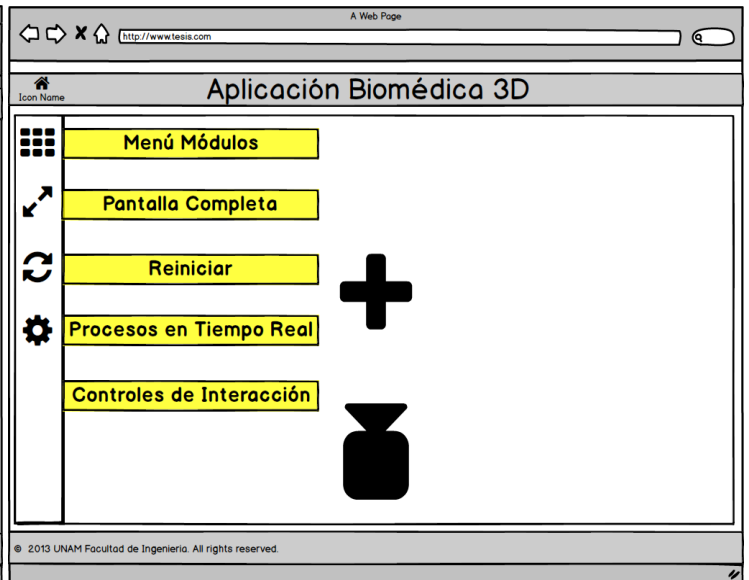 A Web Page
http://www.tesis.com
Icon Name
Aplicación Biomédica 3D
Menú Módulos
Pantalla Completa
Reiniciar
Procesos en Tiempo Real
Controles de Interacción
© 2013 UNAM Facultad de Ingenieria. All rights reserved.